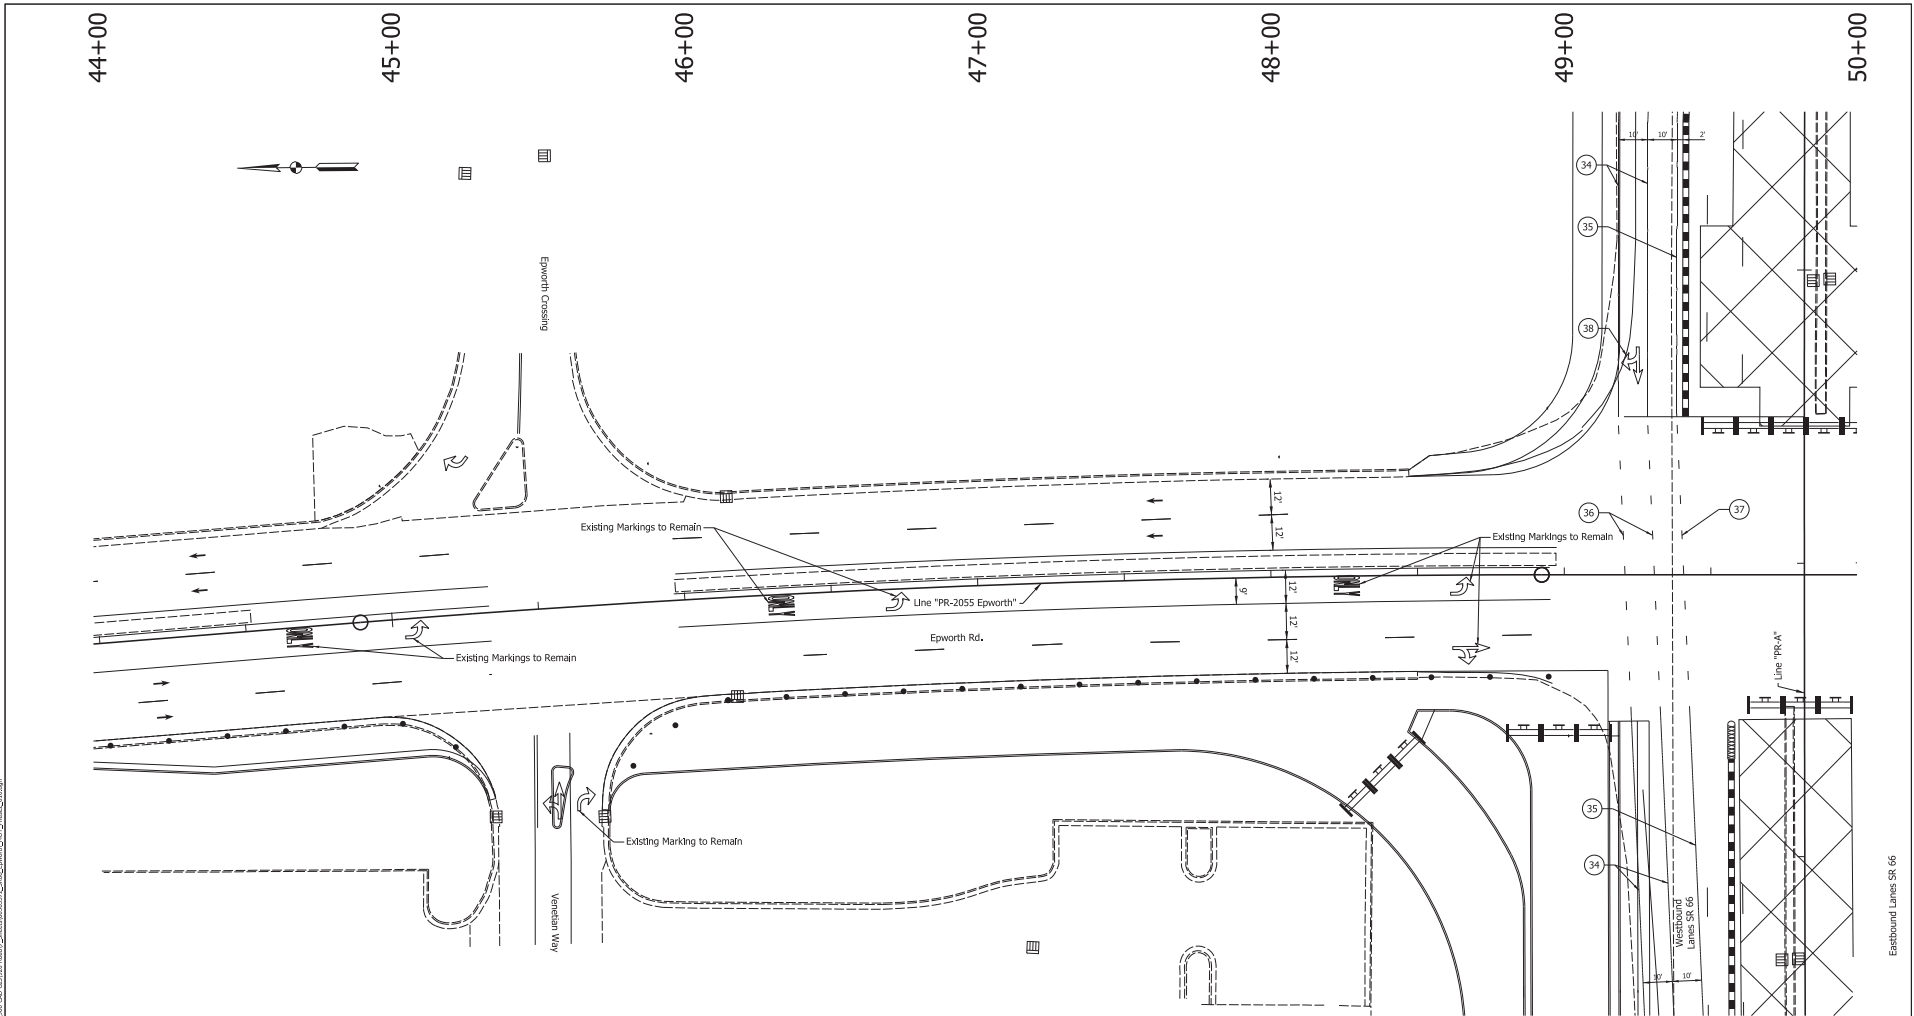 44+00
45+00
46+00
47+00
48+00
49+00
50+00
10'
10'
2'
34
35
38
Epworth Crossing
12'
12'
36
37
Existing Markings to Remain
Existing Markings to Remain
Line "PR-2055 Epworth"
9'
12'
12'
12'
Epworth Rd.
Existing Markings to Remain
Line "PR-A"
Existing Marking to Remain
35
34
Venetian Way
Westbound
Lanes SR 66
Eastbound Lanes SR 66
10'
10'